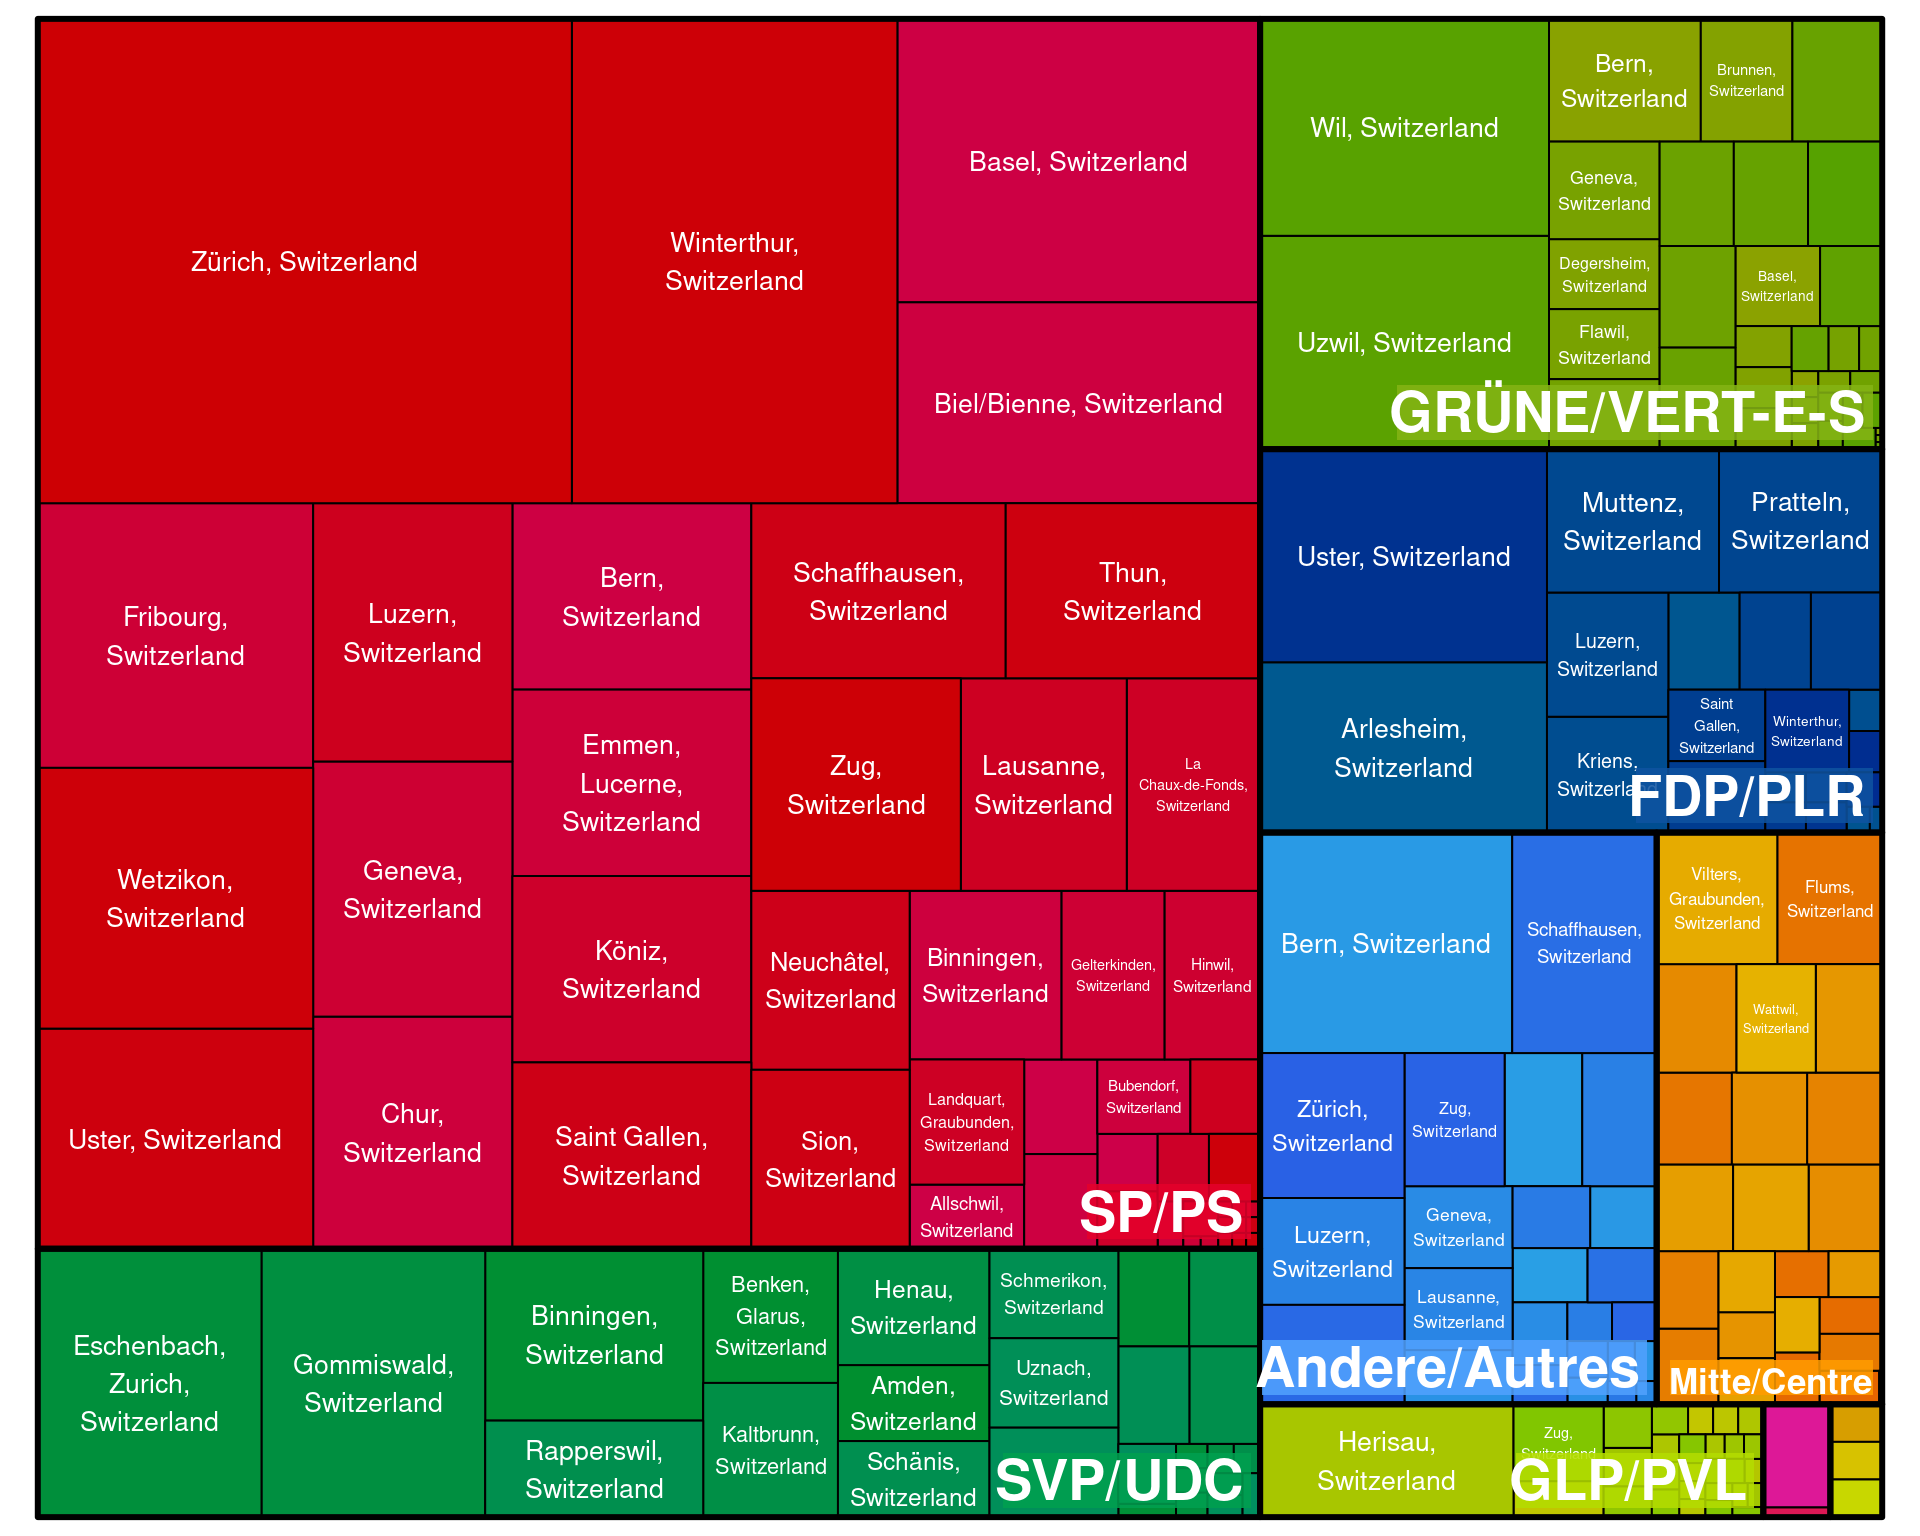 Zürich, Switzerland
Winterthur,
Switzerland
Basel, Switzerland
Biel/Bienne, Switzerland
Fribourg,
Switzerland
Luzern,
Switzerland
Bern,
Switzerland
Schaffhausen,
Switzerland
Thun,
Switzerland
Emmen,
Lucerne,
Switzerland
Zug,
Switzerland
Lausanne,
Switzerland
La
Chaux-de-Fonds,
Switzerland
Wetzikon,
Switzerland
Geneva,
Switzerland
Köniz,
Switzerland
Neuchâtel,
Switzerland
Binningen,
Switzerland
Gelterkinden,
Switzerland
Hinwil,
Switzerland
Uster, Switzerland
Chur,
Switzerland
Saint Gallen,
Switzerland
Sion,
Switzerland
Landquart,
Graubunden,
Switzerland
Bubendorf,
Switzerland
Allschwil,
Switzerland
SP/PS
Eschenbach,
Zurich,
Switzerland
Gommiswald,
Switzerland
Binningen,
Switzerland
Rapperswil,
Switzerland
Benken,
Glarus,
Switzerland
Kaltbrunn,
Switzerland
Henau,
Switzerland
Amden,
Switzerland
Schänis,
Switzerland
Schmerikon,
Switzerland
Uznach,
Switzerland
SVP/UDC
Wil, Switzerland
Uzwil, Switzerland
Bern,
Switzerland
Brunnen,
Switzerland
Geneva,
Switzerland
Degersheim,
Switzerland
Flawil,
Switzerland
Basel,
Switzerland
GRÜNE/VERT-E-S
Uster, Switzerland
Arlesheim,
Switzerland
Muttenz,
Switzerland
Pratteln,
Switzerland
Luzern,
Switzerland
Kriens,
Switzerland
Saint
Gallen,
Switzerland
Winterthur,
Switzerland
FDP/PLR
Bern, Switzerland
Schaffhausen,
Switzerland
Zürich,
Switzerland
Zug,
Switzerland
Luzern,
Switzerland
Geneva,
Switzerland
Lausanne,
Switzerland
Andere/Autres
Vilters,
Graubunden,
Switzerland
Flums,
Switzerland
Wattwil,
Switzerland
Mitte/Centre
Herisau,
Switzerland
Zug,
Switzerland
GLP/PVL